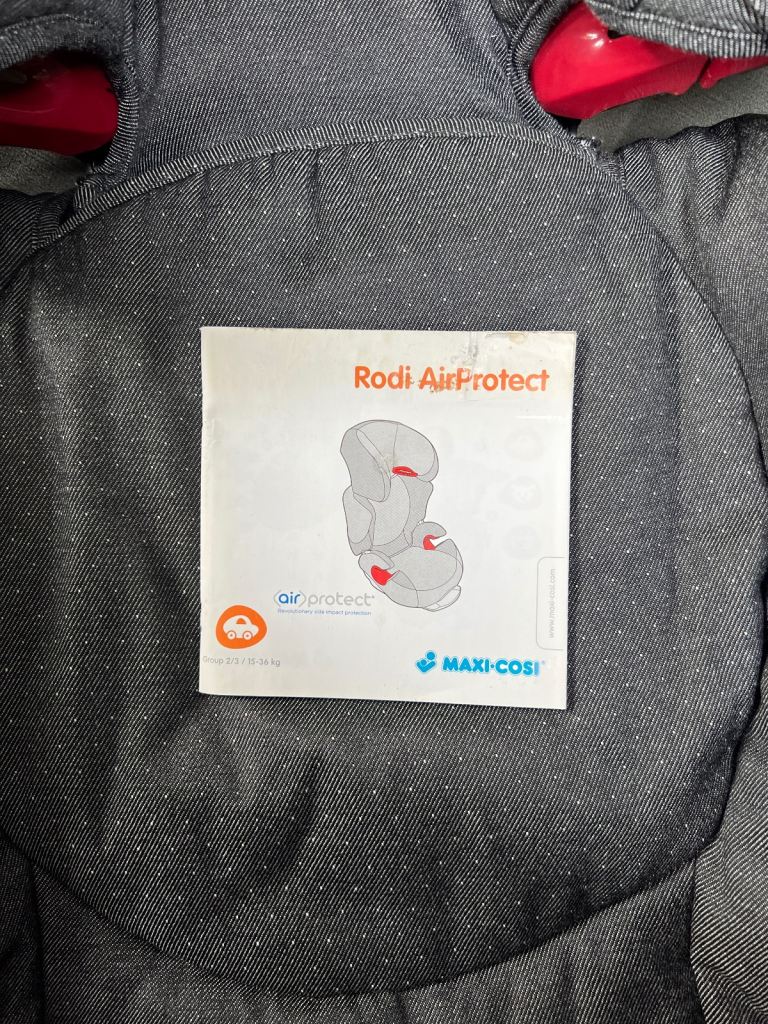 Rodi AirProtect
www.maxi-cosi.com
(air)protect®
Revolutionary side impact protection
Group 2/3 / 15-36 kg
MAXI-COSI®